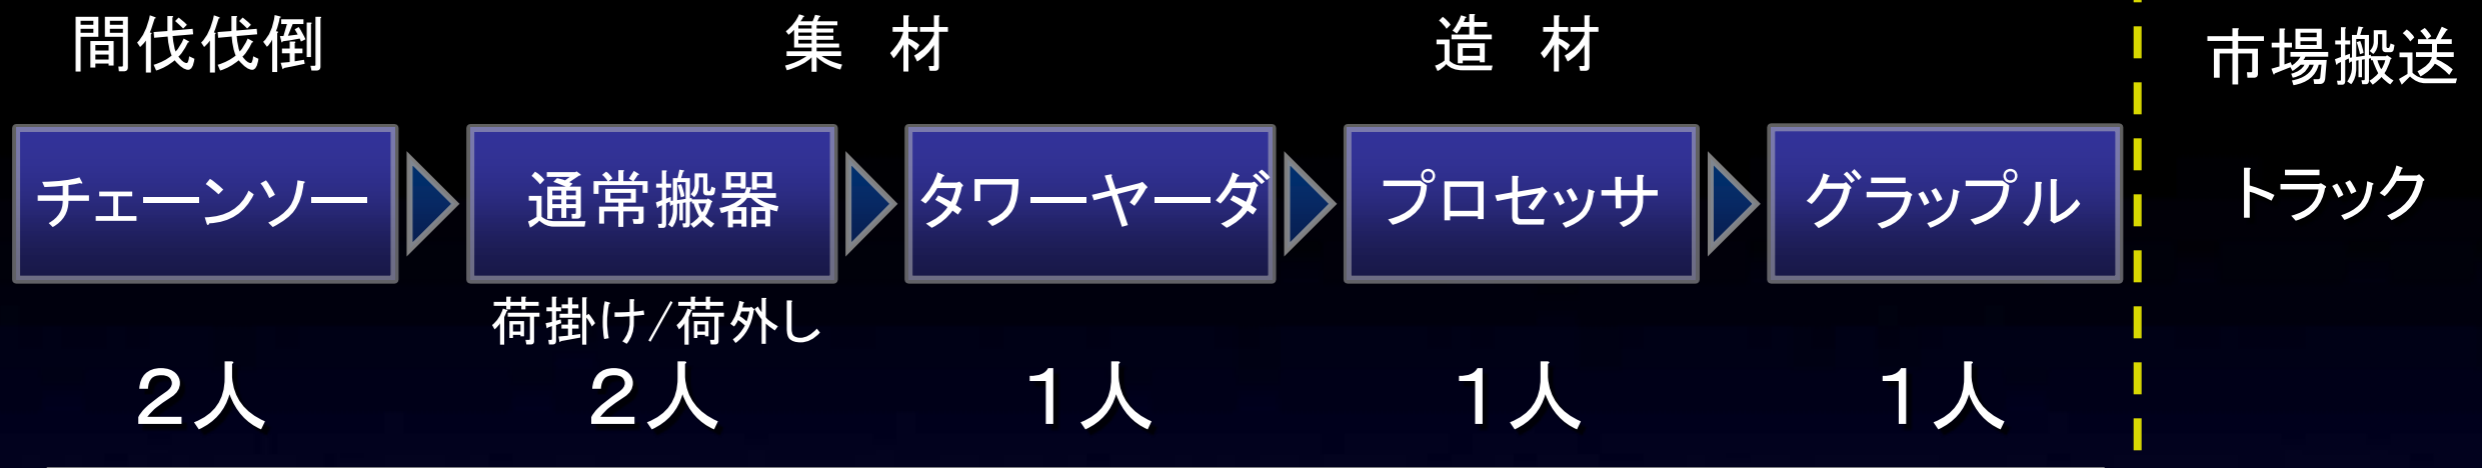 間伐伐倒 集 材 造 材 市場搬送
チェーンソー 通常搬器 タワーヤーダ プロセッサ グラップル トラック
荷掛け/荷外し
２人 ２人 １人 １人 １人